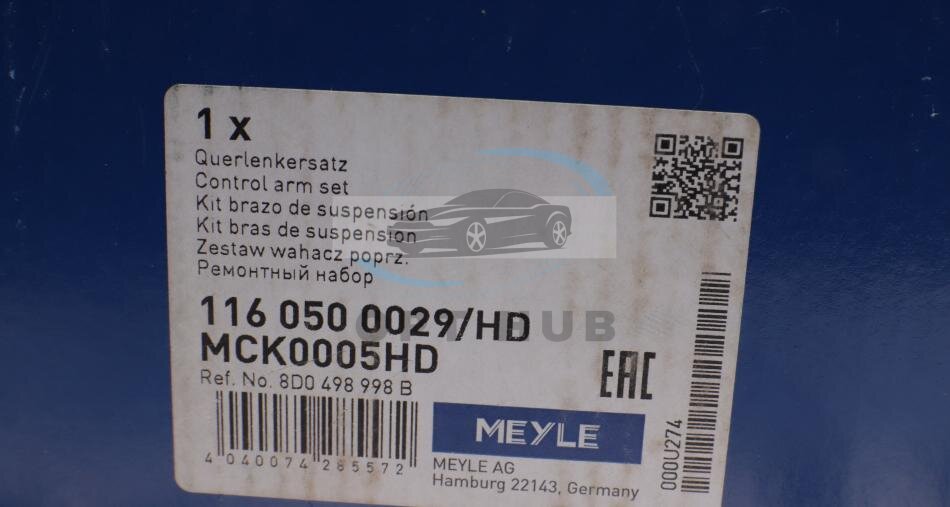 1 x
Querlenkersatz
Control arm set
Kit brazo de suspensión
Kit bras de suspension
Zestaw wahacz poprz.
Ремонтный набор
116 050 0029/HD
MCK0005HD
Ref. No. 8D0 498 998 B
EAC
4 040074 285572
MEYLE
MEYLE AG
Hamburg 22143, Germany
000U274